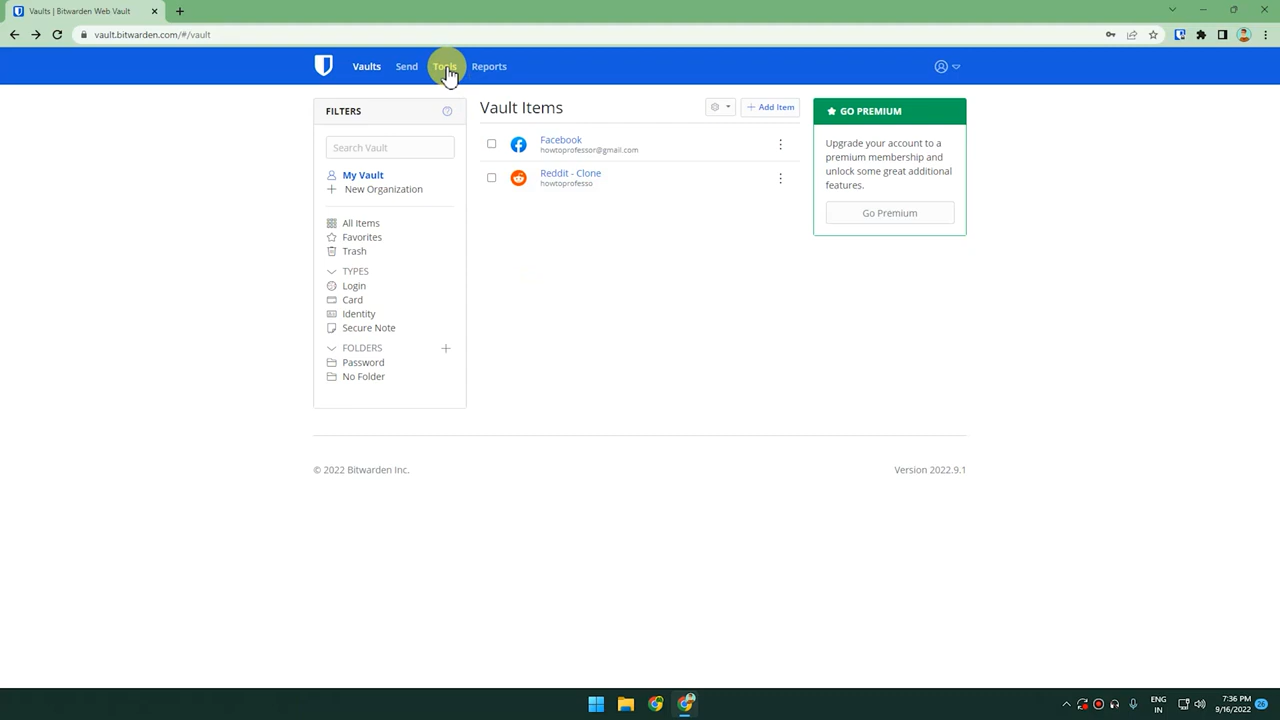 Vaults | Bitwarden Web Vault
vault.bitwarden.com/#/vault
Vaults Send Tools Reports
FILTERS
Search Vault
My Vault
New Organization
All Items
Favorites
Trash
TYPES
Login
Card
Identity
Secure Note
FOLDERS
Password
No Folder
Vault Items
Add Item
Facebook
howtoprofessor@gmail.com
Reddit - Clone
howtoprofesso
GO PREMIUM
Upgrade your account to a
premium membership and
unlock some great additional
features.
Go Premium
© 2022 Bitwarden Inc.
Version 2022.9.1
ENG
IN
7:36 PM
9/16/2022
26